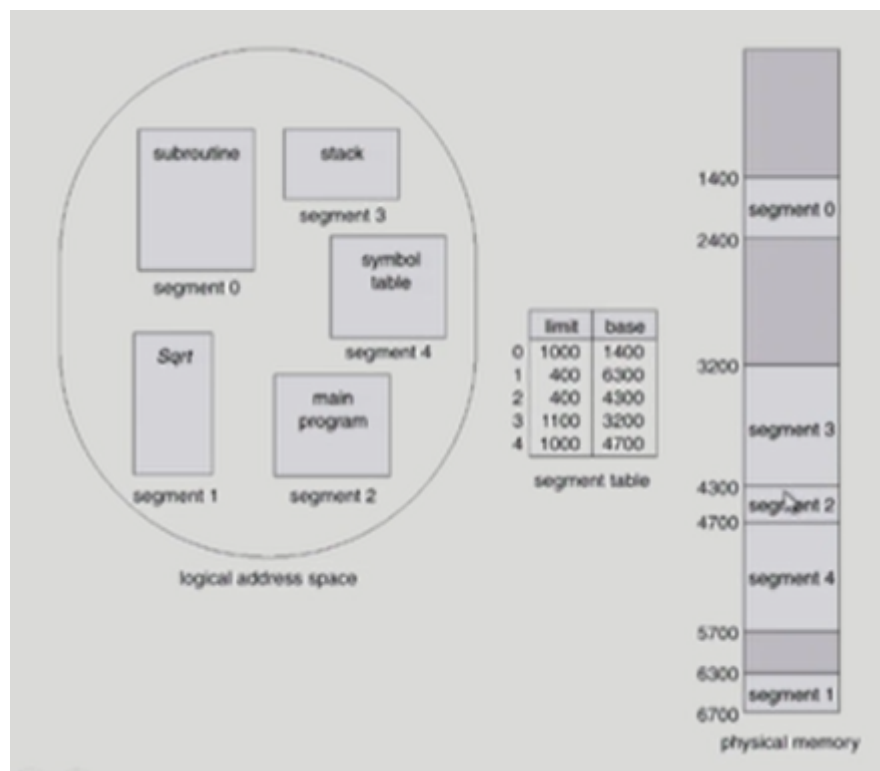 subroutine
segment 0
stack
segment 3
symbol
table
segment 4
Sqrt
segment 1
main
program
segment 2
logical address space
limit base
0 1000 1400
1 400 6300
2 400 4300
3 1100 3200
4 1000 4700
segment table
1400
segment 0
2400
3200
segment 3
4300
segment 2
4700
segment 4
5700
6300
segment 1
6700
physical memory